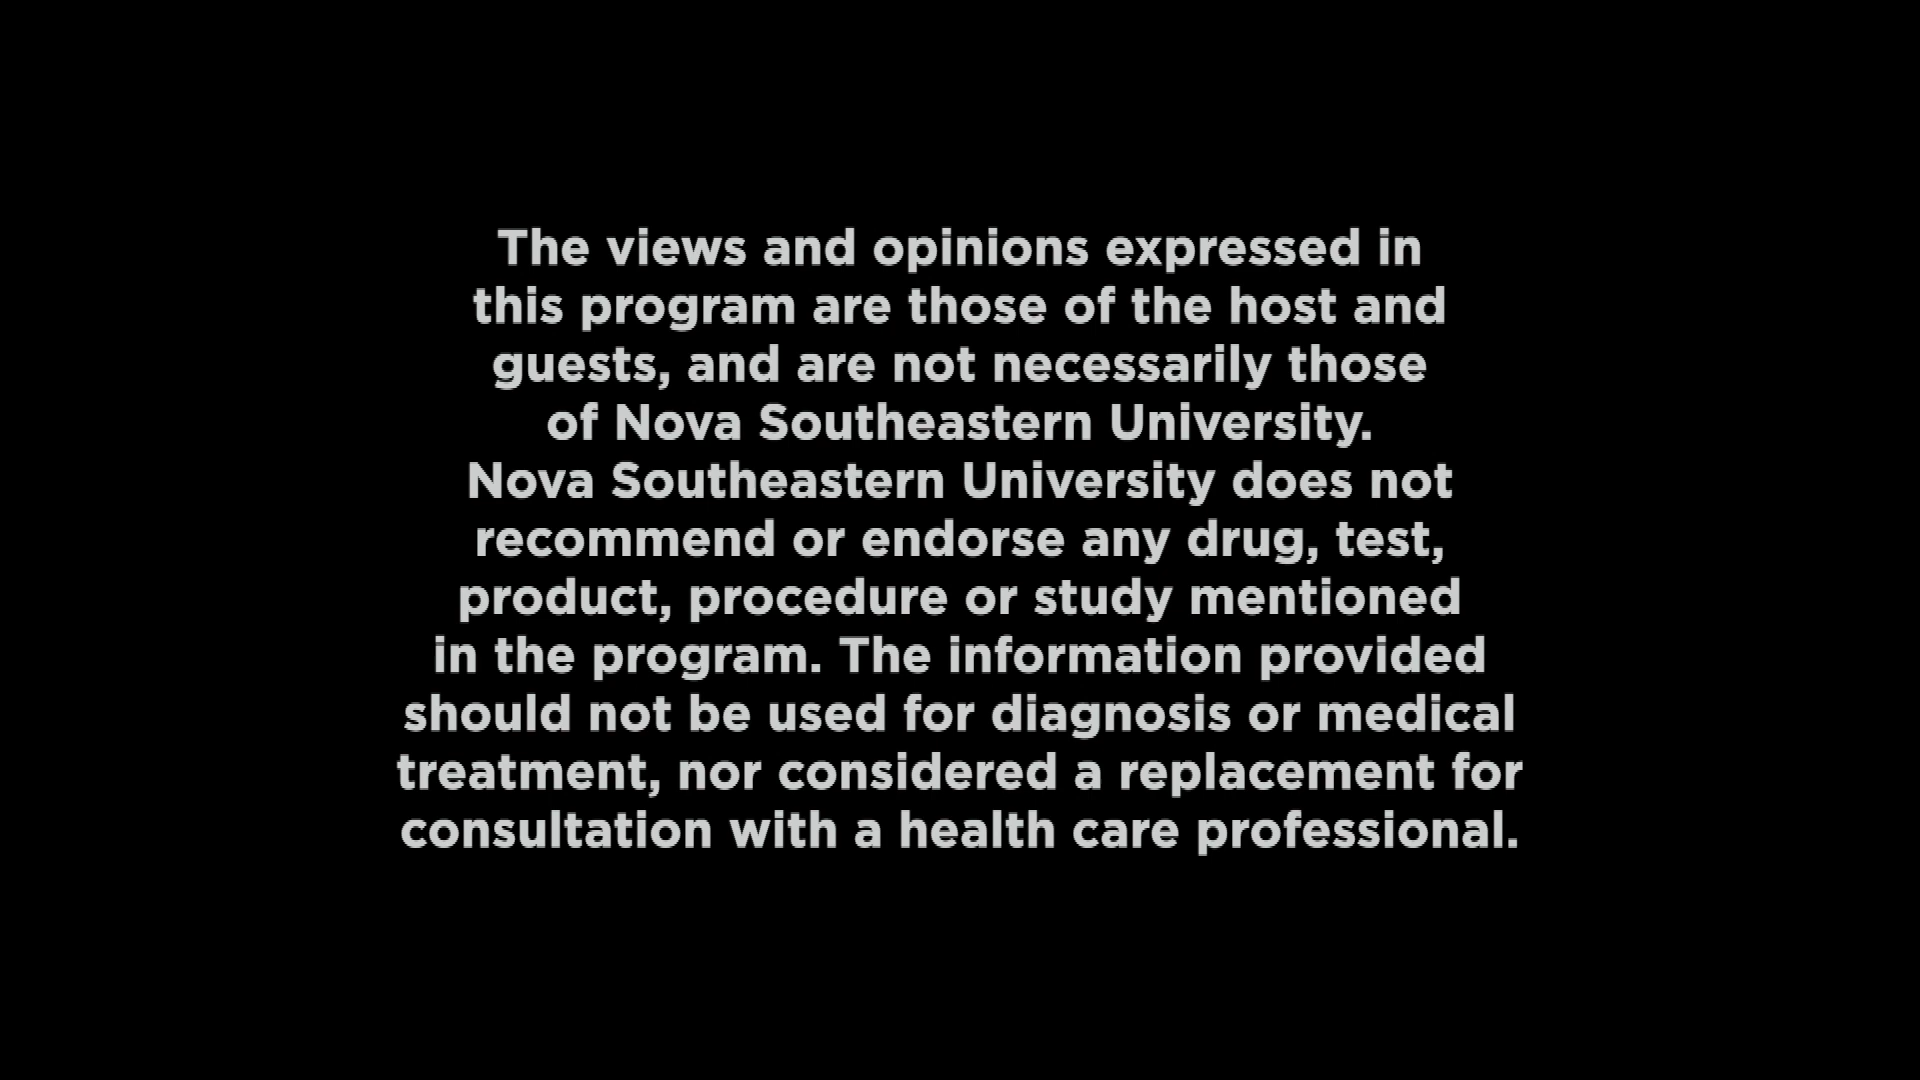 The views and opinions expressed in
this program are those of the host and
guests, and are not necessarily those
of Nova Southeastern University.
Nova Southeastern University does not
recommend or endorse any drug, test,
product, procedure or study mentioned
in the program. The information provided
should not be used for diagnosis or medical
treatment, nor considered a replacement for
consultation with a health care professional.